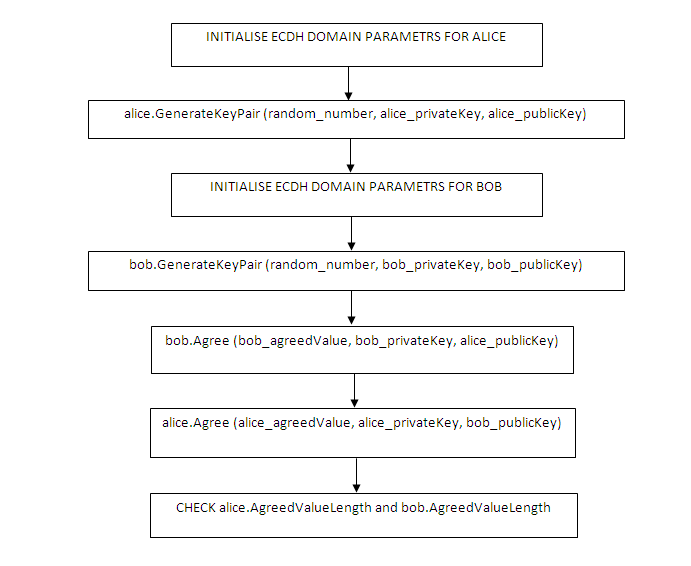 INITIALISE ECDH DOMAIN PARAMETRS FOR ALICE
alice.GenerateKeyPair (random_number, alice_privateKey, alice_publicKey)
INITIALISE ECDH DOMAIN PARAMETRS FOR BOB
bob.GenerateKeyPair (random_number, bob_privateKey, bob_publicKey)
bob.Agree (bob_agreedValue, bob_privateKey, alice_publicKey)
alice.Agree (alice_agreedValue, alice_privateKey, bob_publicKey)
CHECK alice.AgreedValueLength and bob.AgreedValueLength